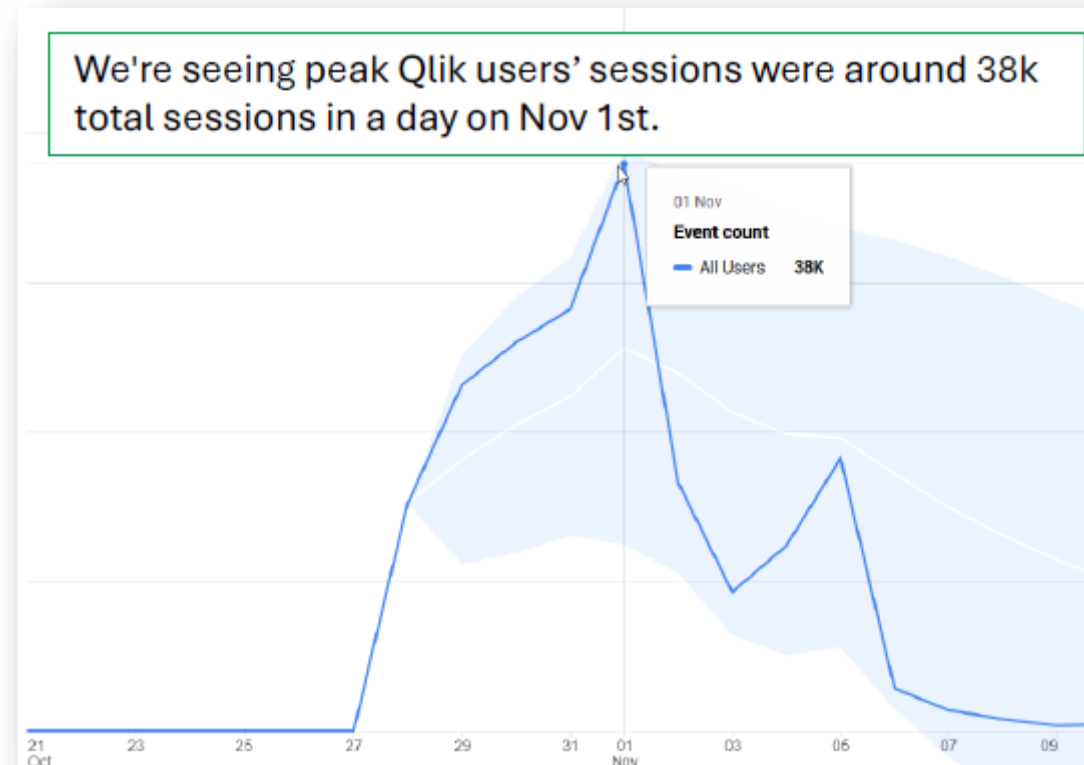 We're seeing peak Qlik users’ sessions were around 38k
total sessions in a day on Nov 1st.
01 Nov
Event count
All Users 38K
21 23 25 27 29 31 01 03 05 07 09
Oct Nov